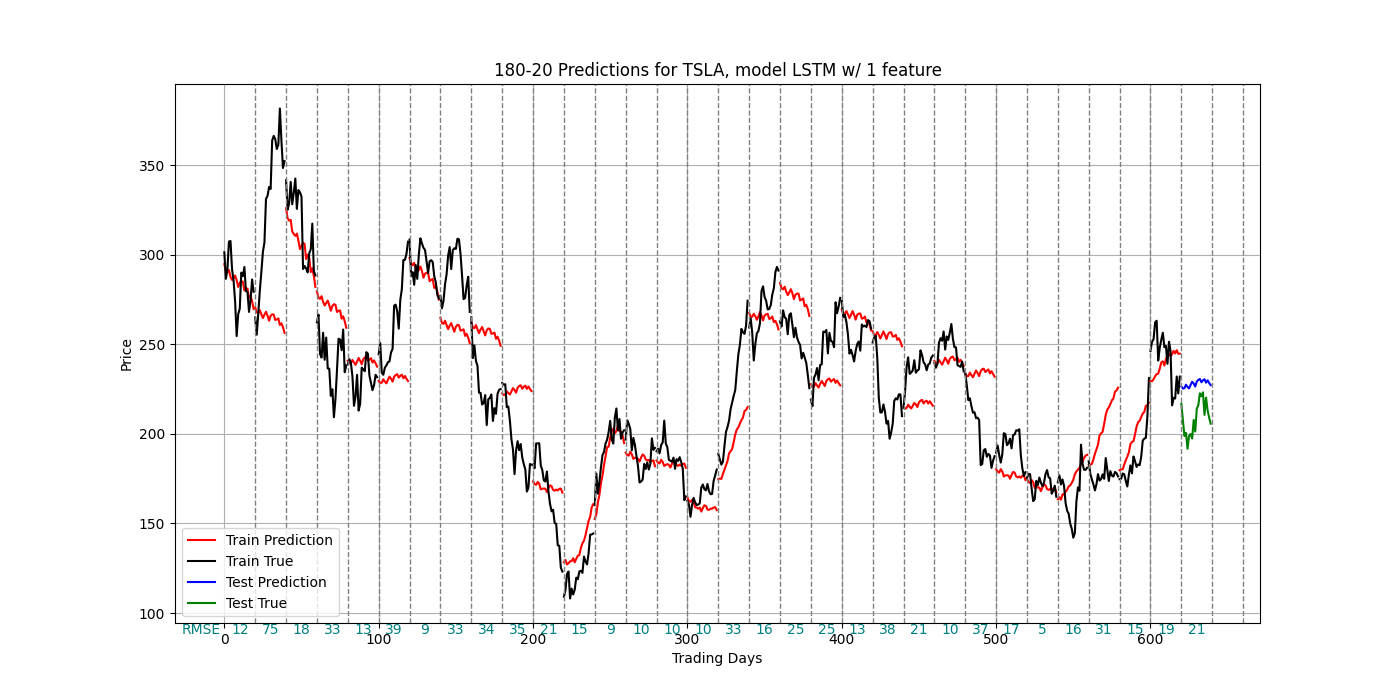 180-20 Predictions for TSLA, model LSTM w/ 1 feature
Price
350
300
250
200
150
100
Train Prediction
Train True
Test Prediction
Test True
RMSE 12 75 18 33 13 39 9 33 34 35 21 15 9 10 10 10 33 16 25 25 13 38 21 10 37 17 5 16 31 15 19 21
0 100 200 300 400 500 600
Trading Days